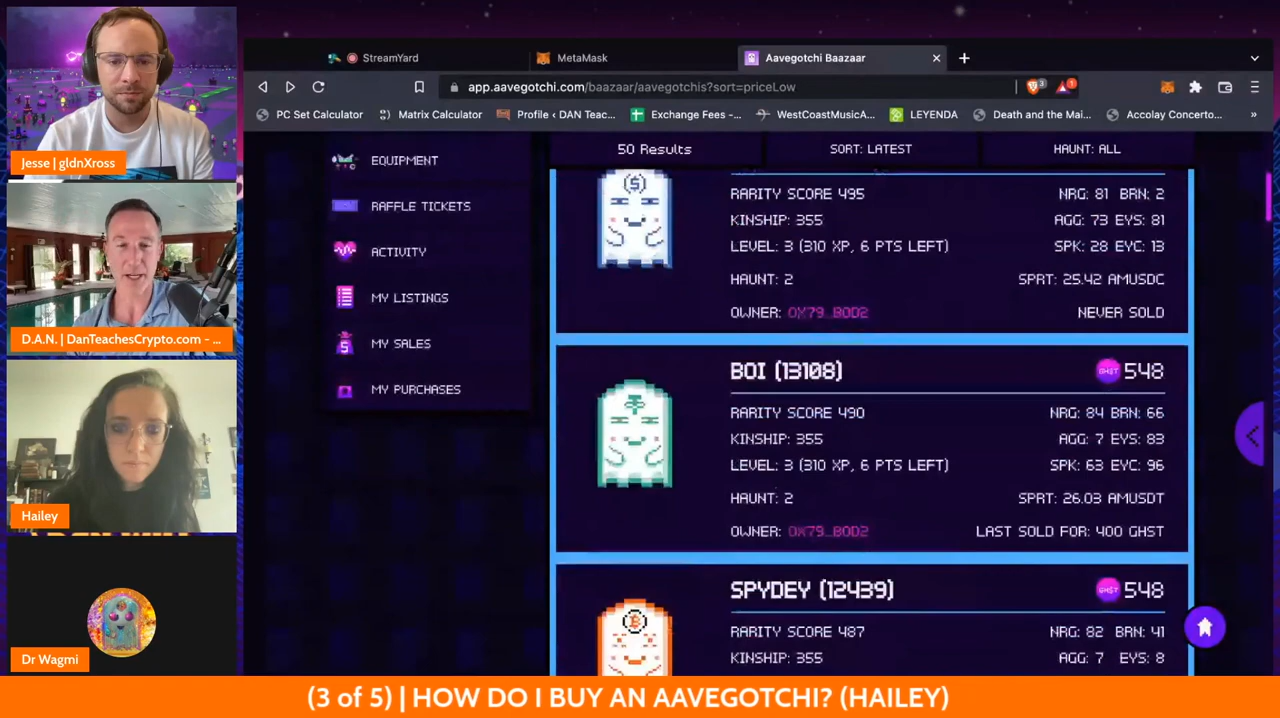 StreamYard
MetaMask
Aavegotchi Baazaar
app.aavegotchi.com/baazaar/aavegotchis?sort=priceLow
3
1
PC Set Calculator
Matrix Calculator
Profile ‹ DAN Teac...
Exchange Fees -...
WestCoastMusicA...
LEYENDA
Death and the Mai...
Accolay Concerto...
»
EQUIPMENT
RAFFLE TICKETS
ACTIVITY
MY LISTINGS
MY SALES
MY PURCHASES
50 Results
SORT: LATEST
HAUNT: ALL
RARITY SCORE 495
NRG: 81 BRN: 2
KINSHIP: 355
AGG: 73 EYS: 81
LEVEL: 3 (310 XP, 6 PTS LEFT)
SPK: 28 EYC: 13
HAUNT: 2
SPRT: 25.42 AMUSDC
OWNER: 0X79_B0D2
NEVER SOLD
BOI (13108)
GHST 548
RARITY SCORE 490
NRG: 84 BRN: 66
KINSHIP: 355
AGG: 7 EYS: 83
LEVEL: 3 (310 XP, 6 PTS LEFT)
SPK: 63 EYC: 96
HAUNT: 2
SPRT: 26.03 AMUSDT
OWNER: 0X79_B0D2
LAST SOLD FOR: 400 GHST
SPYDEY (12439)
GHST 548
RARITY SCORE 487
NRG: 82 BRN: 41
KINSHIP: 355
AGG: 7 EYS: 8
Jesse | gldnXross
D.A.N. | DanTeachesCrypto.com - ...
Hailey
Dr Wagmi
(3 of 5) | HOW DO I BUY AN AAVEGOTCHI? (HAILEY)